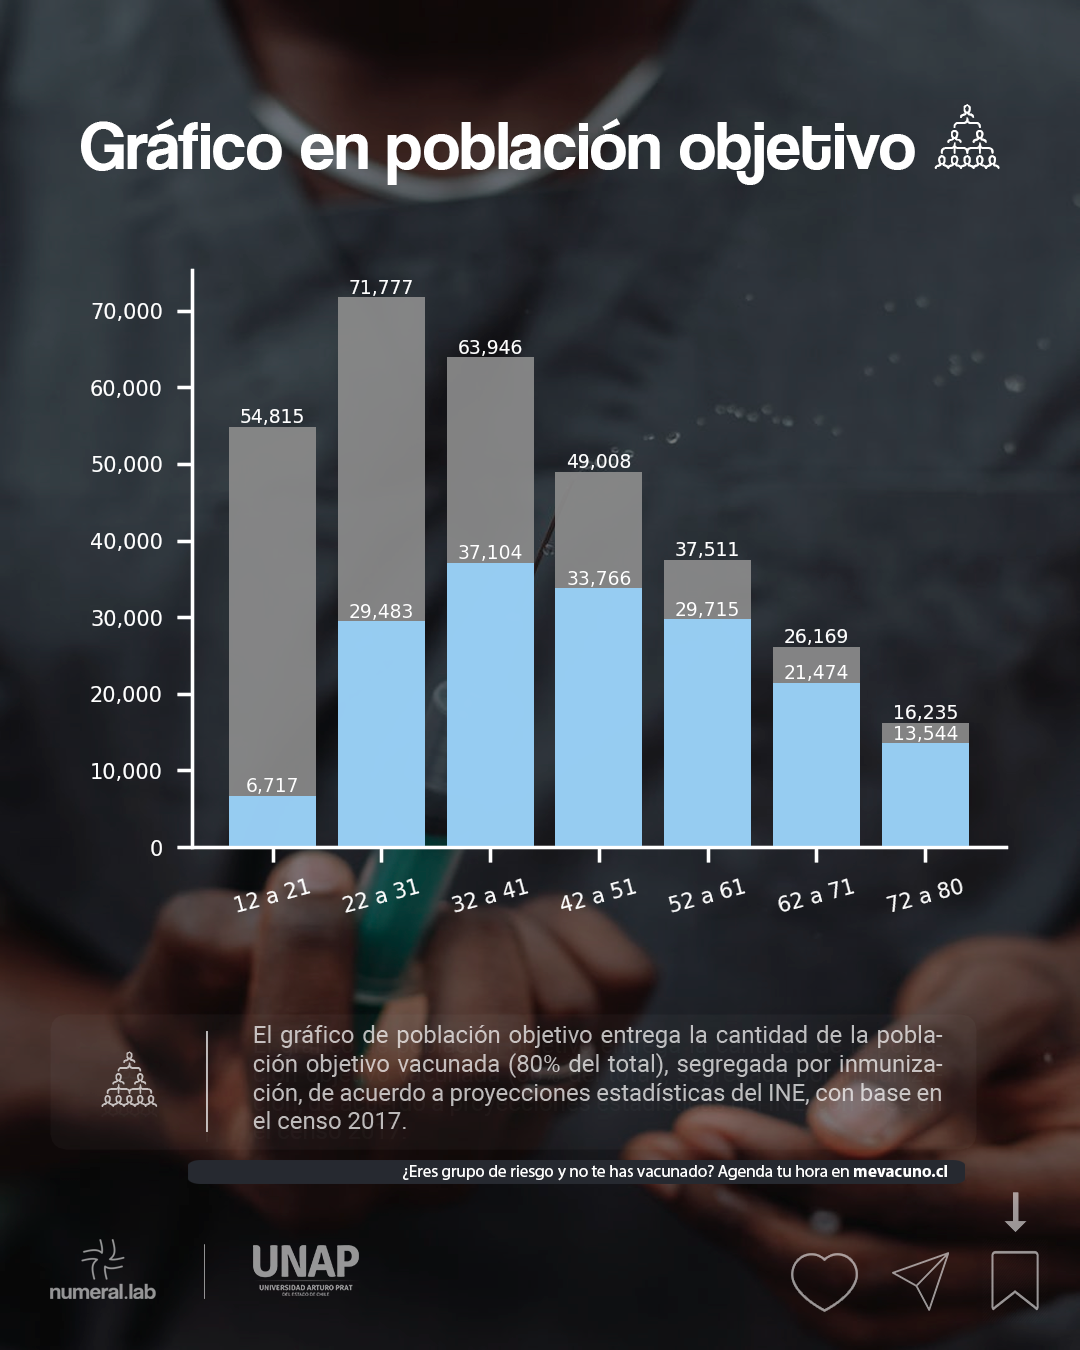 Gráfico en población objetivo
71,777
70,000
63,946
60,000
54,815
50,000
49,008
40,000
37,104
37,511
33,766
30,000
29,483
29,715
26,169
21,474
20,000
16,235
13,544
10,000
6,717
0
12 a 21
22 a 31
32 a 41
42 a 51
52 a 61
62 a 71
72 a 80
El gráfico de población objetivo entrega la cantidad de la pobla-
ción objetivo vacunada (80% del total), segregada por inmuniza-
ción, de acuerdo a proyecciones estadísticas del INE, con base en
el censo 2017.
¿Eres grupo de riesgo y no te has vacunado? Agenda tu hora en mevacuno.cl
numeral.lab
UNAP
UNIVERSIDAD ARTURO PRAT
DEL ESTADO DE CHILE